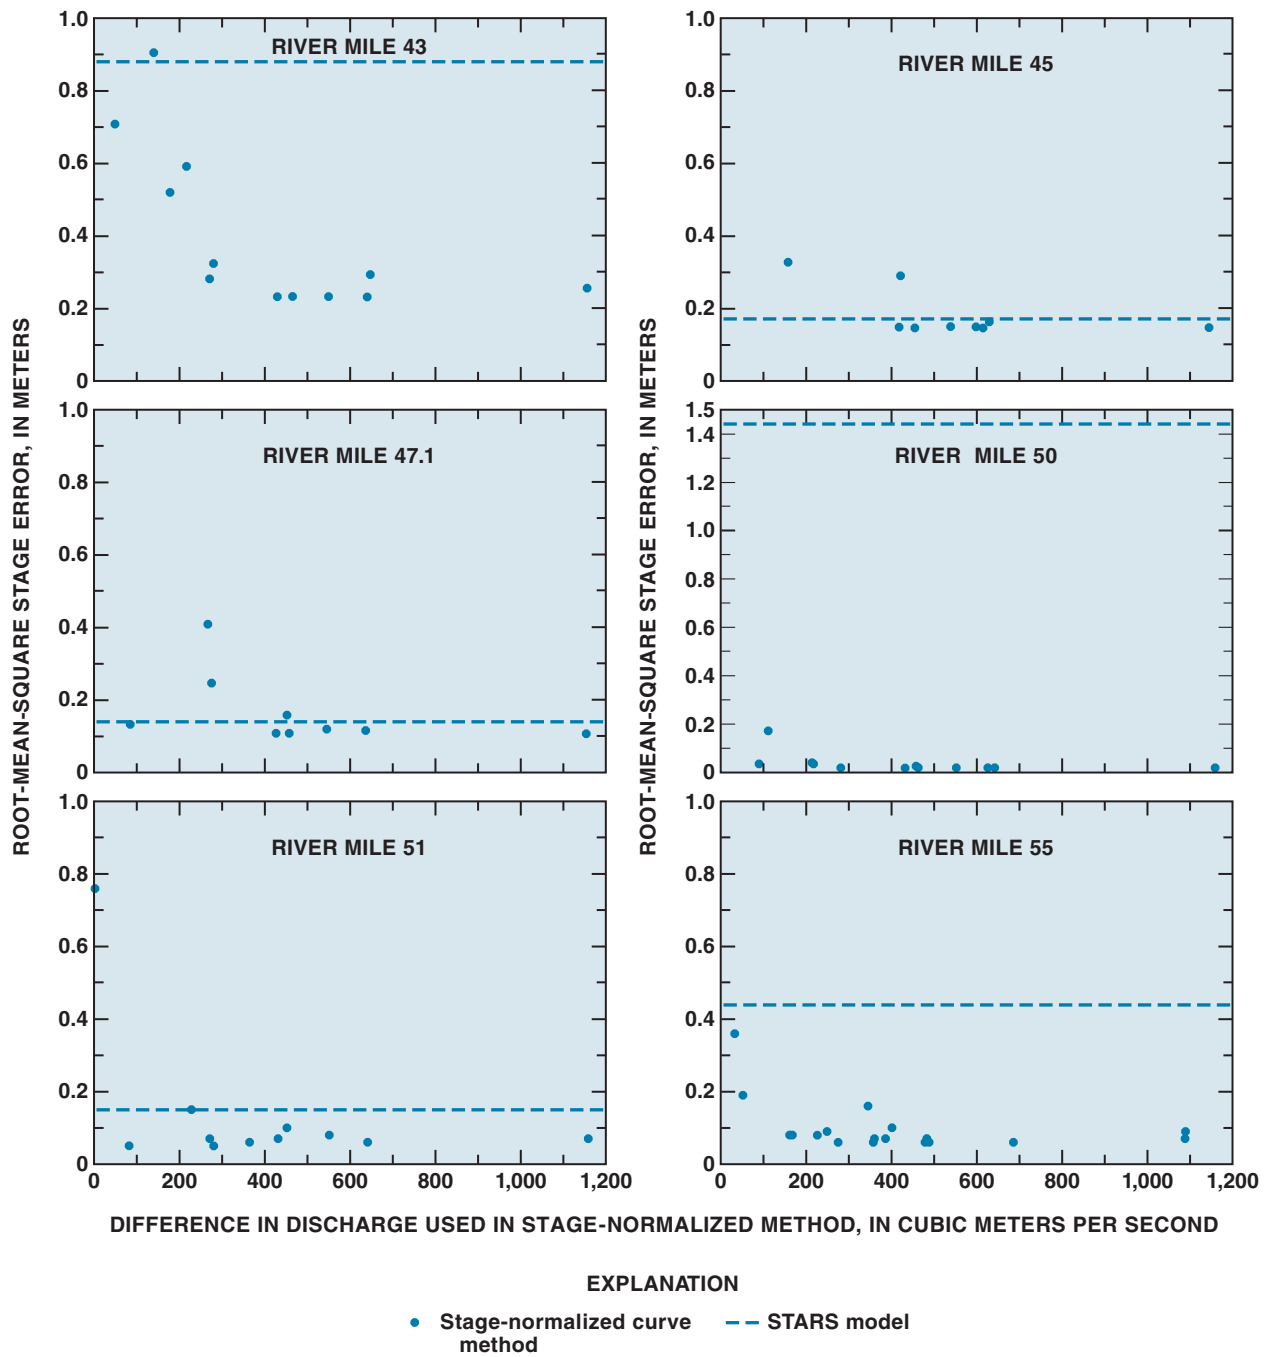 ROOT-MEAN-SQUARE STAGE ERROR, IN METERS
1.0
0.8
0.6
0.4
0.2
0
RIVER MILE 43
ROOT-MEAN-SQUARE STAGE ERROR, IN METERS
1.0
0.8
0.6
0.4
0.2
0
RIVER MILE 45
1.0
0.8
0.6
0.4
0.2
0
RIVER MILE 47.1
1.5
1.4
1.2
1.0
0.8
0.6
0.4
0.2
0
RIVER MILE 50
1.0
0.8
0.6
0.4
0.2
0
RIVER MILE 51
0 200 400 600 800 1,000 1,200
1.0
0.8
0.6
0.4
0.2
0
RIVER MILE 55
0 200 400 600 800 1,000 1,200
DIFFERENCE IN DISCHARGE USED IN STAGE-NORMALIZED METHOD, IN CUBIC METERS PER SECOND
EXPLANATION
Stage-normalized curve
method
STARS model